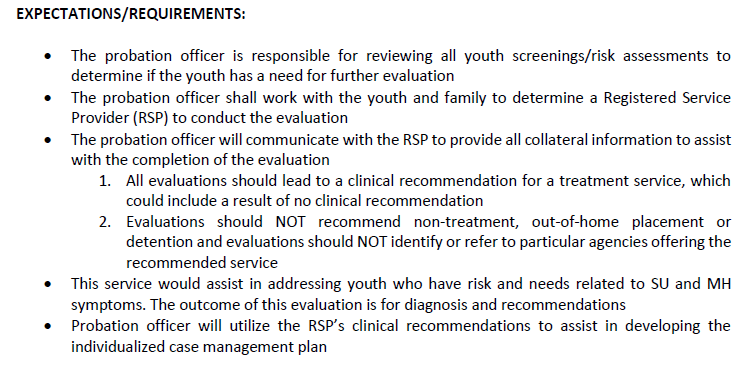 EXPECTATIONS/REQUIREMENTS:
• The probation officer is responsible for reviewing all youth screenings/risk assessments to
determine if the youth has a need for further evaluation
• The probation officer shall work with the youth and family to determine a Registered Service
Provider (RSP) to conduct the evaluation
• The probation officer will communicate with the RSP to provide all collateral information to assist
with the completion of the evaluation
1. All evaluations should lead to a clinical recommendation for a treatment service, which
could include a result of no clinical recommendation
2. Evaluations should NOT recommend non-treatment, out-of-home placement or
detention and evaluations should NOT identify or refer to particular agencies offering the
recommended service
• This service would assist in addressing youth who have risk and needs related to SU and MH
symptoms. The outcome of this evaluation is for diagnosis and recommendations
• Probation officer will utilize the RSP's clinical recommendations to assist in developing the
individualized case management plan